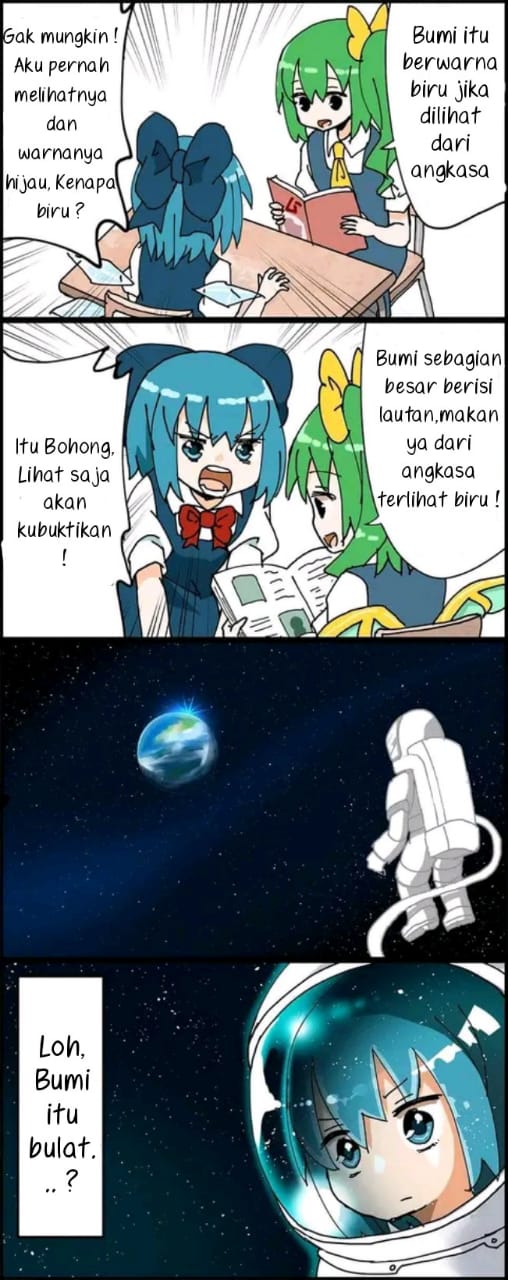 Bumi itu
berwarna
biru jika
dilihat
dari
angkasa
Gak mungkin !
Aku pernah
melihatnya
dan
warnanya
hijau, Kenapa
biru ?
Bumi sebagian
besar berisi
lautan,makan
ya dari
angkasa
terlihat biru !
Itu Bohong,
Lihat saja
akan
kubuktikan
!
Loh,
Bumi
itu
bulat.
.. ?